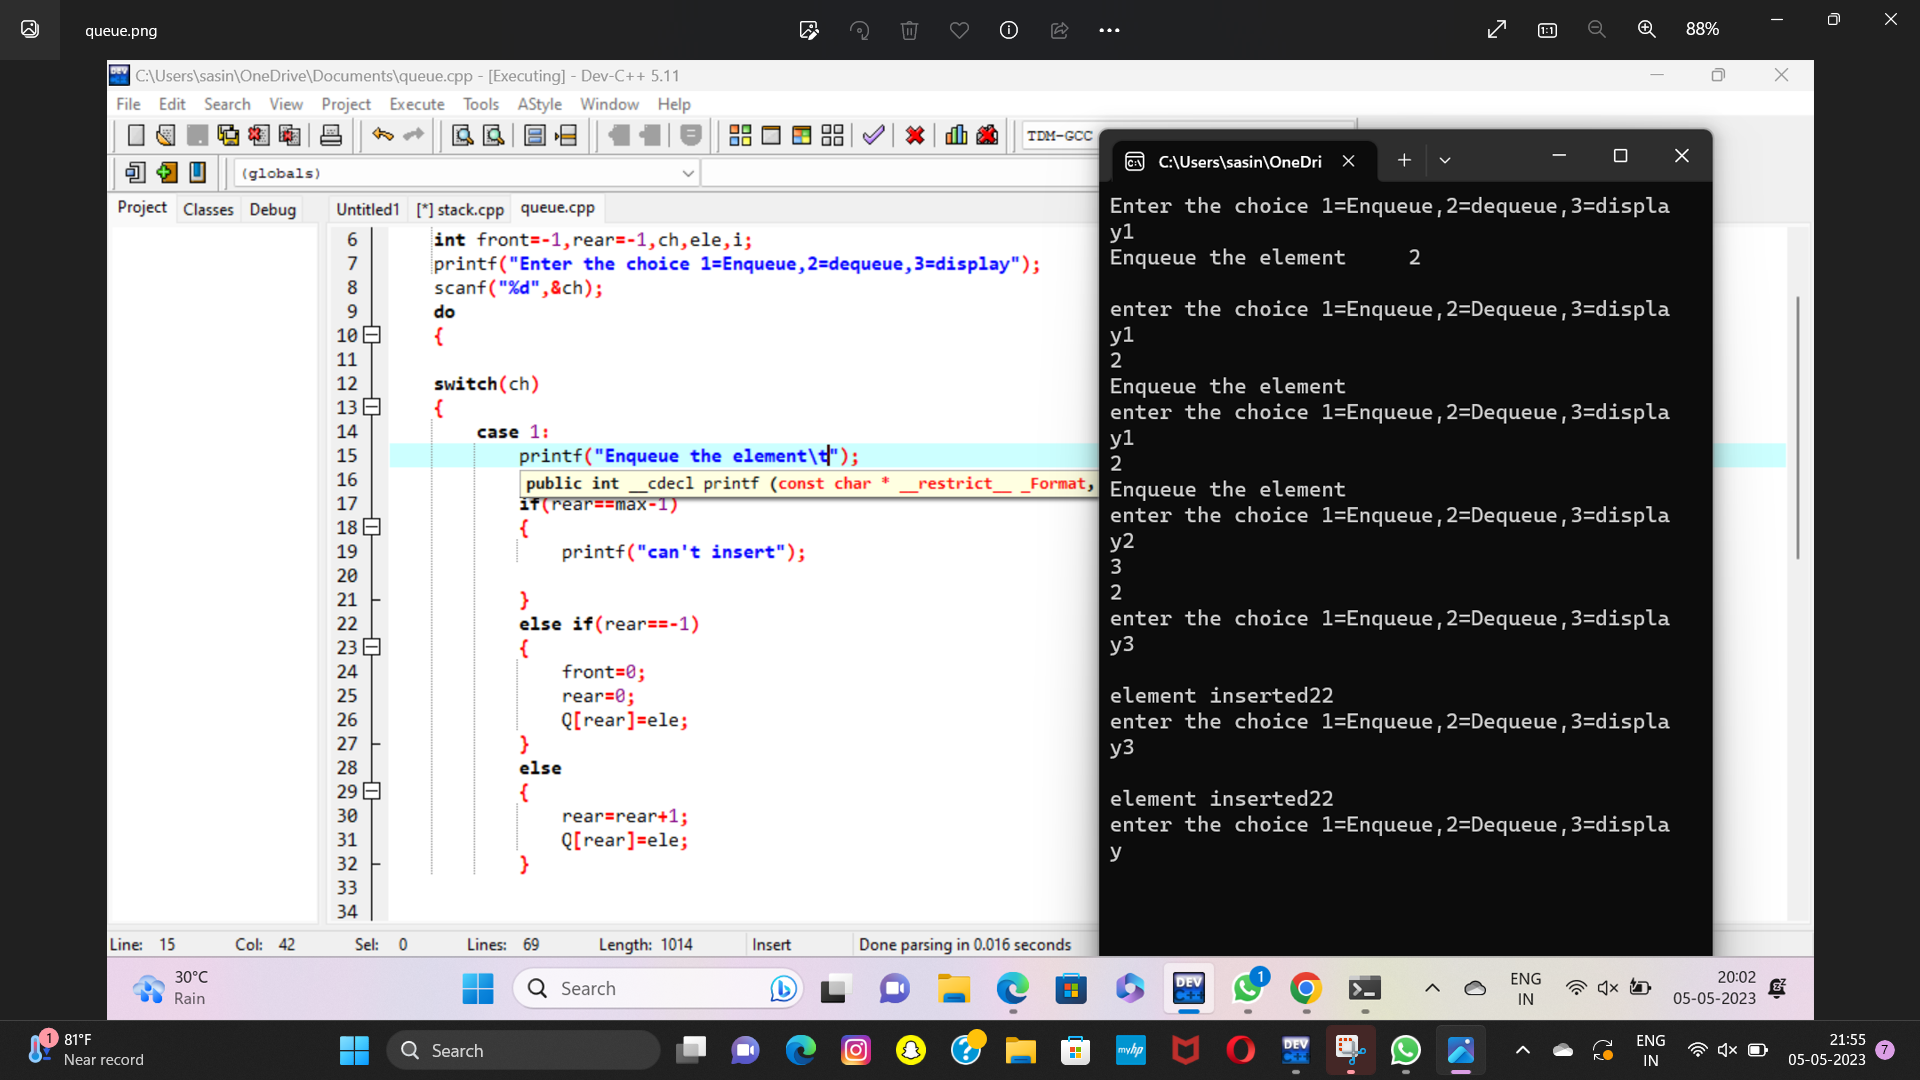 queue.png
88%
C:\Users\sasin\OneDrive\Documents\queue.cpp - [Executing] - Dev-C++ 5.11
File Edit Search View Project Execute Tools AStyle Window Help
TDM-GCC
(globals)
Project Classes Debug
Untitled1 [*] stack.cpp queue.cpp
6 int front=-1,rear=-1,ch,ele,i;
7 printf("Enter the choice 1=Enqueue,2=dequeue,3=display");
8 scanf("%d",&ch);
9 do
10 {
11
12 switch(ch)
13 {
14 case 1:
15 printf("Enqueue the element\t");
16 public int __cdecl printf (const char * __restrict__ _Format,
17 if(rear==max-1)
18 {
19 printf("can't insert");
20
21 }
22 else if(rear==-1)
23 {
24 front=0;
25 rear=0;
26 Q[rear]=ele;
27 }
28 else
29 {
30 rear=rear+1;
31 Q[rear]=ele;
32 }
33
34
C:\Users\sasin\OneDri
Enter the choice 1=Enqueue,2=dequeue,3=displa
y1
Enqueue the element 2
enter the choice 1=Enqueue,2=Dequeue,3=displa
y1
2
Enqueue the element
enter the choice 1=Enqueue,2=Dequeue,3=displa
y1
2
Enqueue the element
enter the choice 1=Enqueue,2=Dequeue,3=displa
y2
3
2
enter the choice 1=Enqueue,2=Dequeue,3=displa
y3
element inserted22
enter the choice 1=Enqueue,2=Dequeue,3=displa
y3
element inserted22
enter the choice 1=Enqueue,2=Dequeue,3=displa
y
Line: 15 Col: 42 Sel: 0 Lines: 69 Length: 1014 Insert Done parsing in 0.016 seconds
30°C
Rain
Search
DEV
1
ENG
IN
20:02
05-05-2023
1
81°F
Near record
Search
myhp
DEV
ENG
IN
21:55
05-05-2023
7